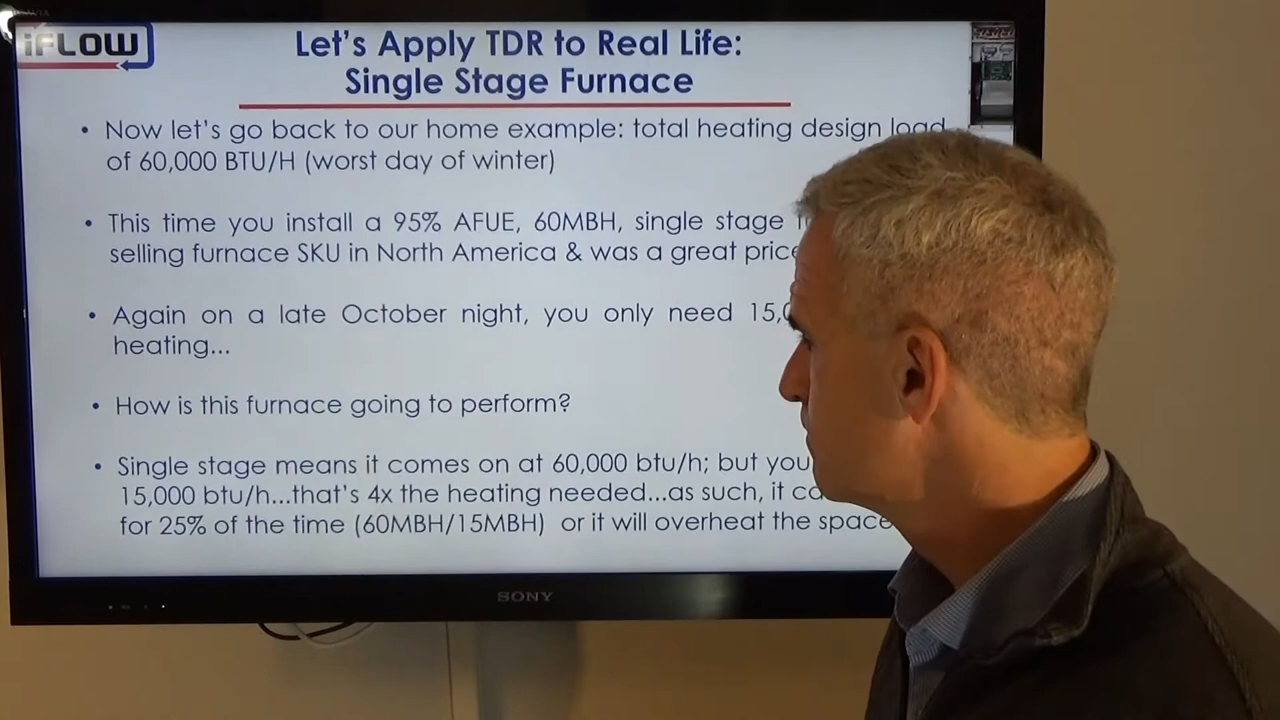 iFLOW
Let's Apply TDR to Real Life:
Single Stage Furnace
• Now let's go back to our home example: total heating design load
of 60,000 BTU/H (worst day of winter)
• This time you install a 95% AFUE, 60MBH, single stage
selling furnace SKU in North America & was a great price
• Again on a late October night, you only need
heating...
• How is this furnace going to perform?
• Single stage means it comes on at 60,000 btu/h; but you
15,000 btu/h...that's 4x the heating needed...as such, it
for 25% of the time (60MBH/15MBH) or it will overheat the space
SONY